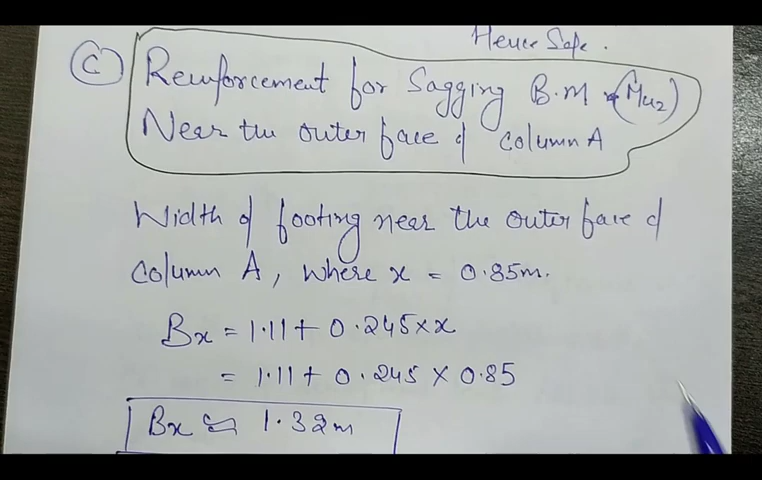 Hence Safe.
(C) Reinforcement for Sagging B.M (Mu2)
Near the outer face of column A
Width of footing near the outer face of
column A, where x = 0.85m.
Bx = 1.11 + 0.245 × x
= 1.11 + 0.245 × 0.85
Bx ≈ 1.32m